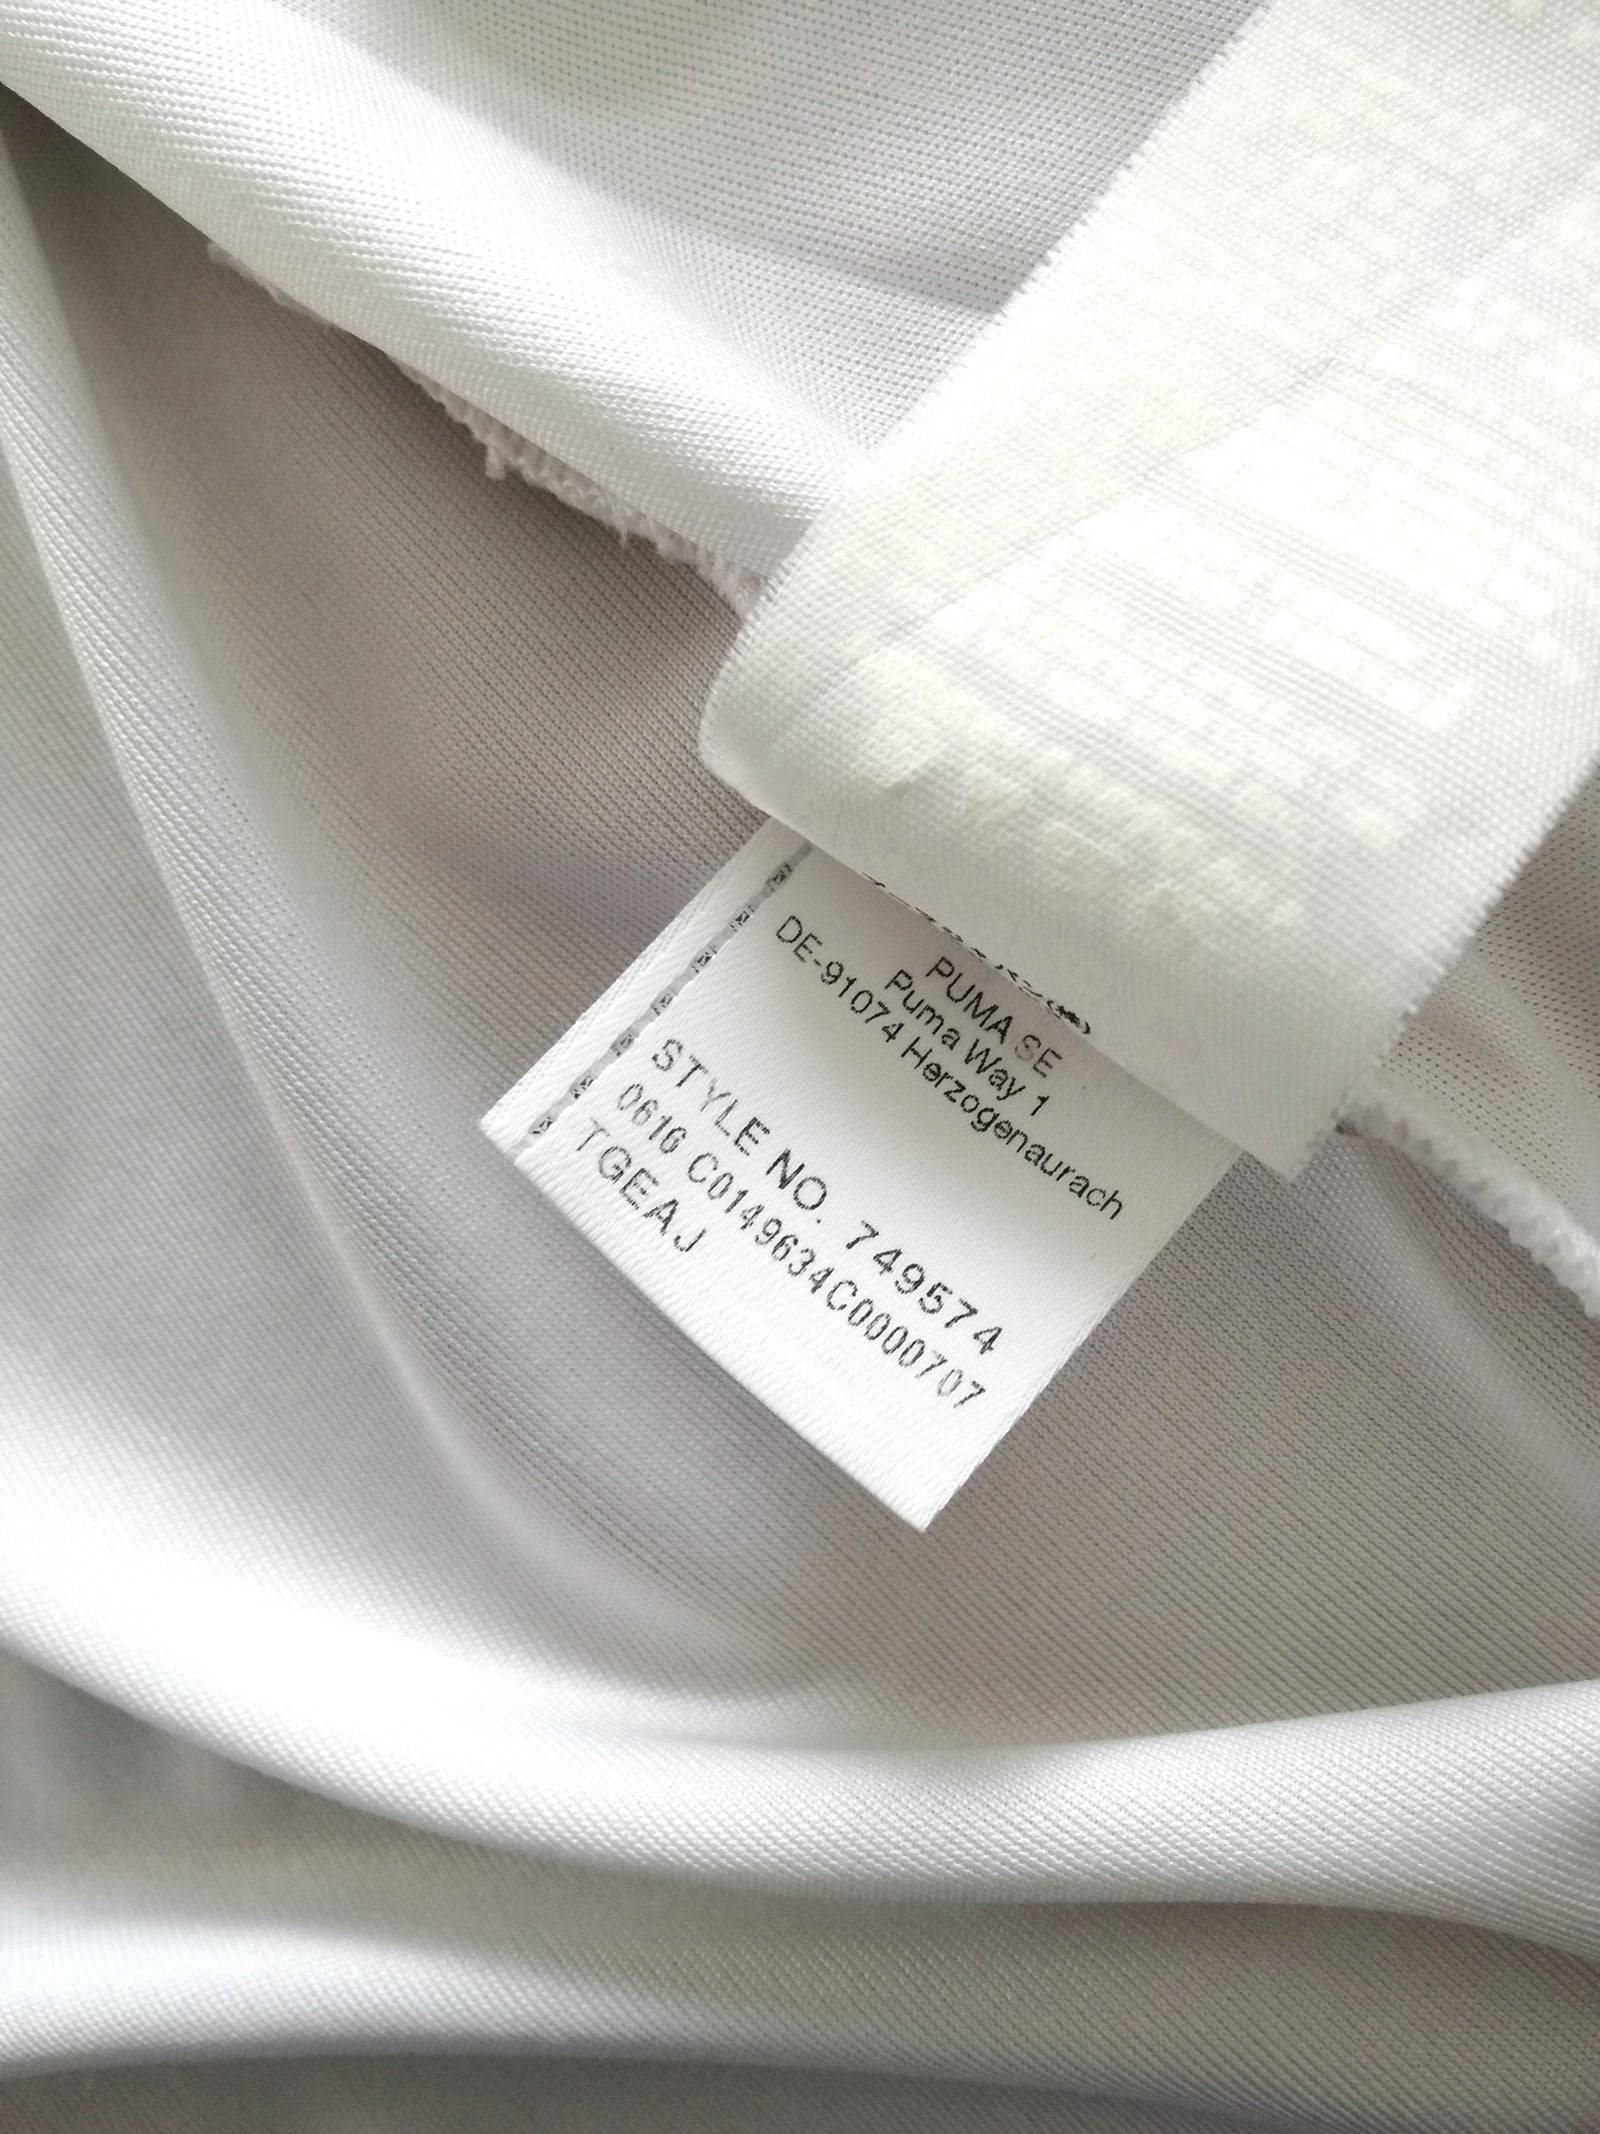 PUMA SE
Puma Way 1
DE-91074 Herzogenaurach
STYLE NO. 749574
0616 C0149634C0000707
TGEAJ